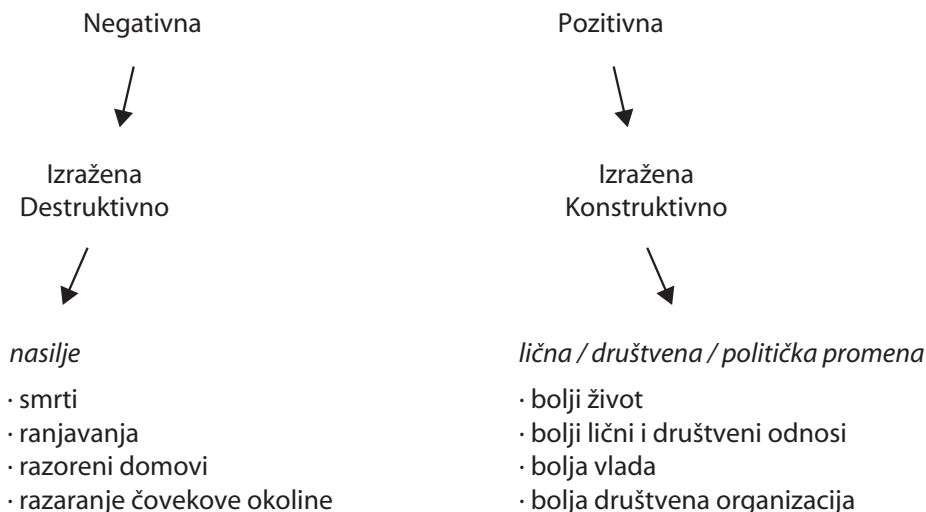 Negativna
Izražena
Destruktivno
nasilje
· smrti
· ranjavanja
· razoreni domovi
· razaranje čovekove okoline
Pozitivna
Izražena
Konstruktivno
lična / društvena / politička promena
· bolji život
· bolji lični i društveni odnosi
· bolja vlada
· bolja društvena organizacija